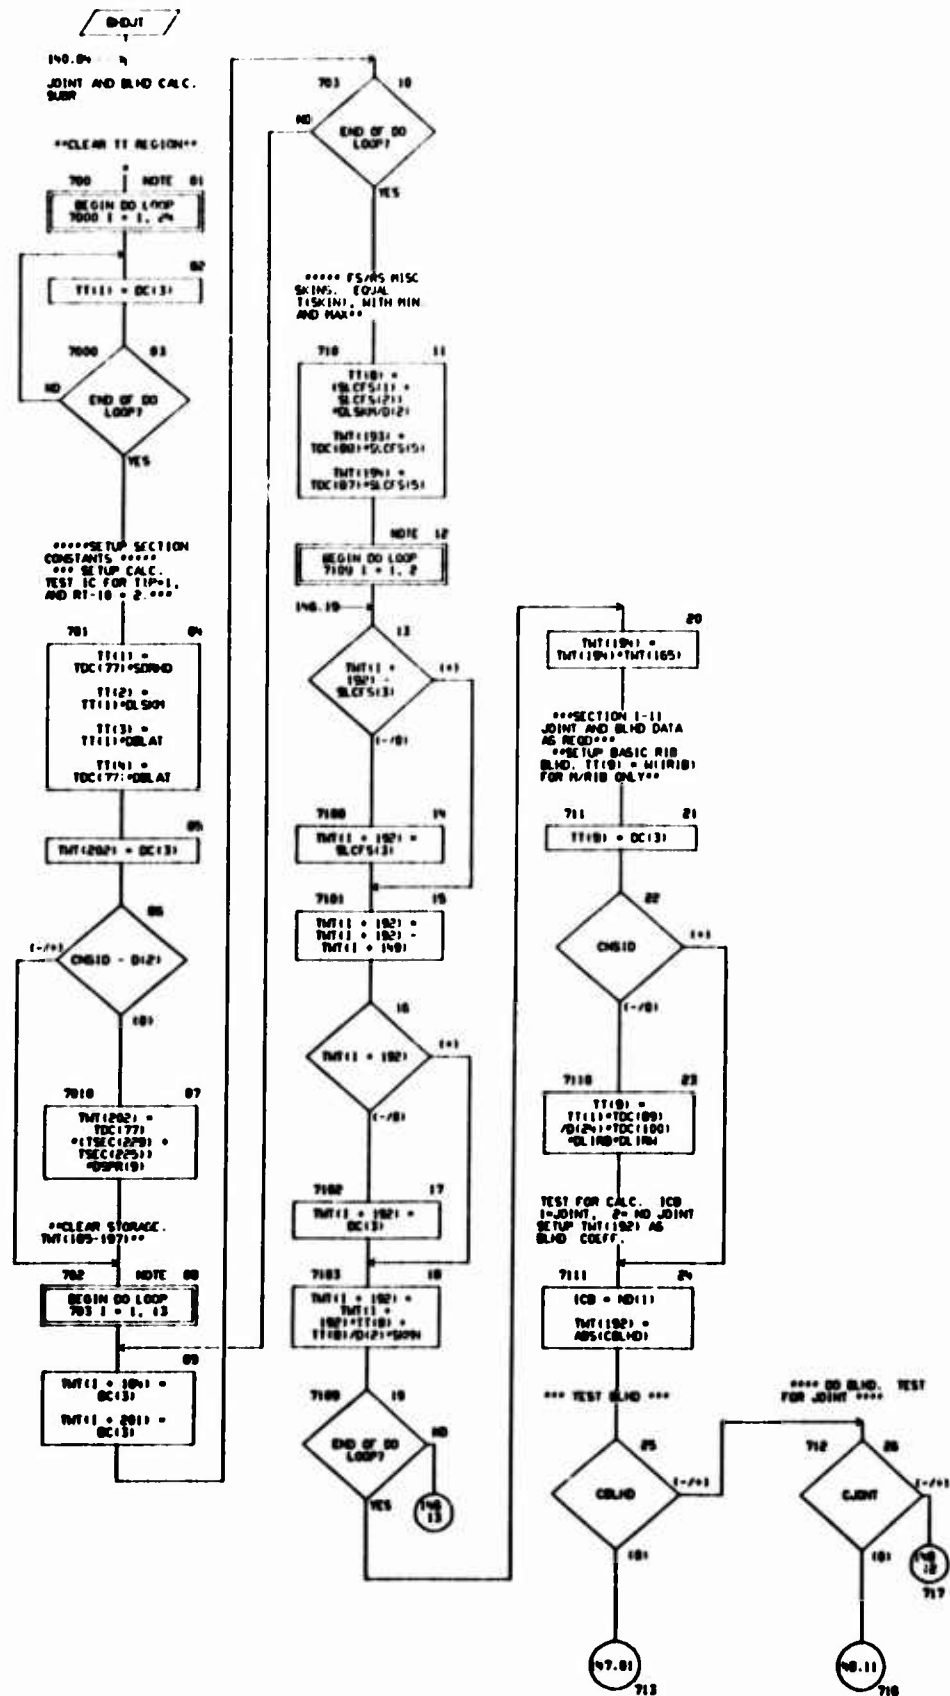 140.04
JOINT AND BLHD CALC.
SUBR
**CLEAR TT REGION**
700 NOTE 01
BEGIN DO LOOP
7000 I = 1, 24
02
TT(I) = DC(3)
7000 03
END OF DO
LOOP?
NO
YES
*****SETUP SECTION
CONSTANTS *****
*** SETUP CALC.
TEST IC FOR TIP=1,
AND RT-10 = 2.***
701 04
TT(1) =
TDC(77)*SDRHD
TT(2) =
TT(1)*DLSKM
TT(3) =
TT(1)*DBLAT
TT(4) =
TDC(77)*DBLAT
05
TWT(202) = DC(3)
06
(-/+)
CNSID - D(2)
(0)
7010 07
TWT(202) =
TDC(77)
*(TSEC(229) +
TSEC(225))
*DSPR(9)
**CLEAR STORAGE.
TWT(185-197)**
702 NOTE 08
BEGIN DO LOOP
703 I = 1, 13
09
TWT(I + 184) =
DC(3)
TWT(I + 201) =
DC(3)
703 10
NO
END OF DO
LOOP?
YES
***** FS/RS MISC
SKINS. EQUAL
T(SKIN), WITH MIN
AND MAX**
710 11
TT(8) =
(SLCFS(1) +
SLCFS(2))
*DLSKM/D(2)
TWT(193) =
TDC(80)*SLCFS(5)
TWT(194) =
TDC(87)*SLCFS(5)
NOTE 12
BEGIN DO LOOP
7109 I = 1, 2
146.19
13
TWT(I +
192) -
SLCFS(3)
(+)
(-/0)
7100 14
TWT(I + 192) =
SLCFS(3)
7101 15
TWT(I + 192) =
TWT(I + 192) -
TWT(I + 149)
16
TWT(I + 192)
(+)
(-/0)
7102 17
TWT(I + 192) =
DC(3)
7103 18
TWT(I + 192) =
TWT(I +
192)*TT(8) +
TT(8)/D(2)*SKMN
7109 19
END OF DO
LOOP?
NO
YES
146
13
20
TWT(194) =
TWT(194)*TWT(165)
***SECTION 1-11
JOINT AND BLHD DATA
AS REQD***
**SETUP BASIC RIB
BLHD. TT(9) = W(IRIB)
FOR M/RIB ONLY**
711 21
TT(9) = DC(3)
22
CNSID
(+)
(-/0)
7110 23
TT(9) =
TT(1)*TDC(89)
/D(24)*TDC(100)
*DLIRB*DLIRW
TEST FOR CALC. ICB
1=JOINT, 2= NO JOINT
SETUP TWT(192) AS
BLHD COEFF.
7111 24
ICB = ND(1)
TWT(192) =
ABS(CBLHD)
*** TEST BLHD ***
25
CBLHD
(-/+)
(0)
147.01
713
**** DO BLHD. TEST
FOR JOINT ****
712 26
CJOINT
(-/+)
(0)
12
717
148.11
716